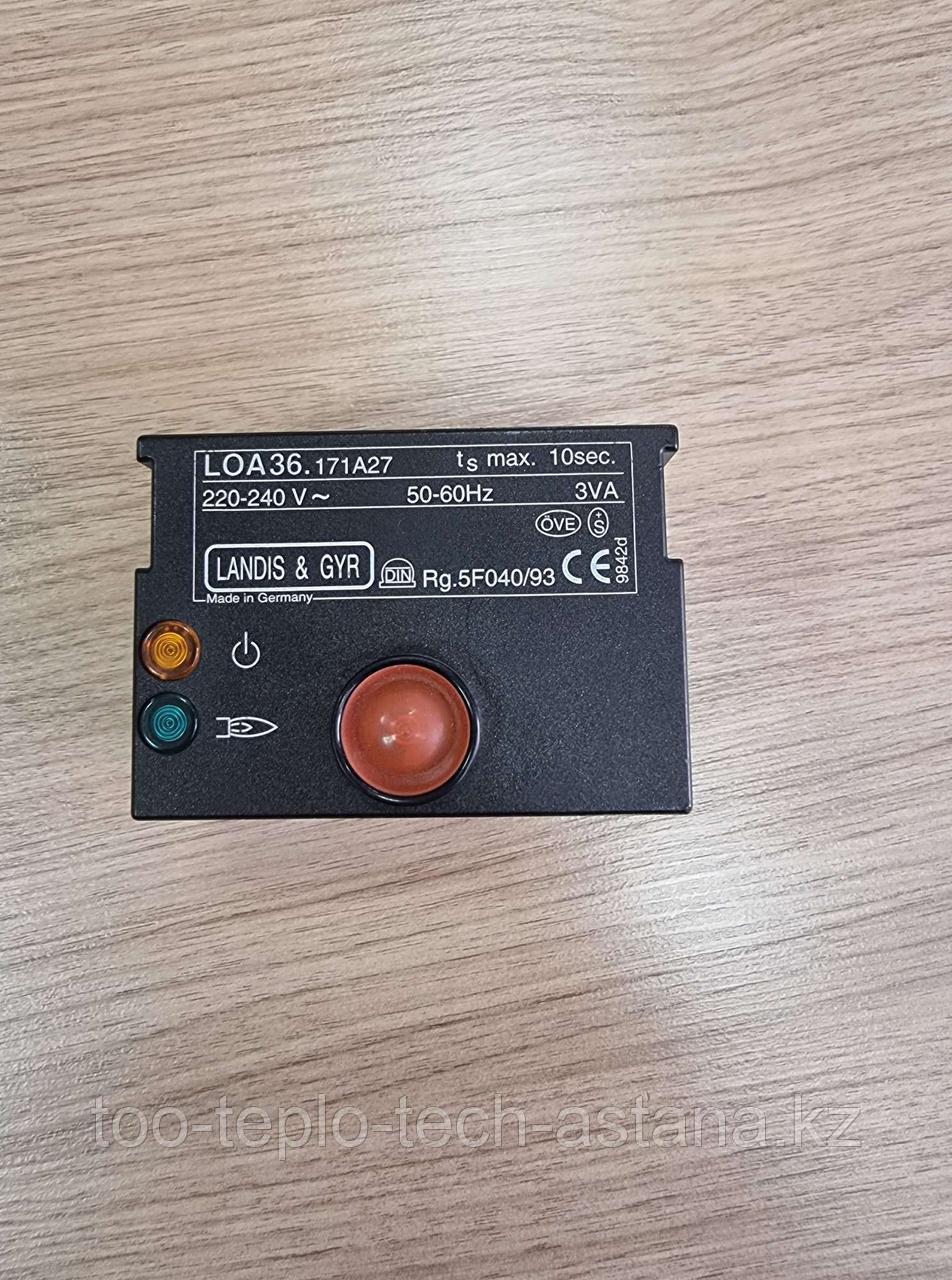 LOA36.171A27 ts max. 10sec.
220-240 V~ 50-60Hz 3VA
ÖVE +S
LANDIS & GYR DIN Rg.5F040/93 CE 9842d
Made in Germany
too-teplo-tech-astana.kz